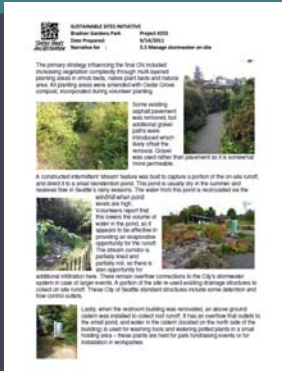 SUSTAINABLE SITES INITIATIVE
Bradner Gardens Park Project #255
Date Prepared: 9/14/2011
Narrative for : 3.5 Manage stormwater on site
The primary strategy influencing the final CN included
increasing vegetation complexity through multi-layered
planting areas in ornate beds, native plant beds and natural
area. All planting areas were amended with Cedar Grove
compost, incorporated during volunteer planting.
Some existing
asphalt pavement
was removed, but
additional gravel
paths were
introduced which
likely offset the
removal. Gravel
was used rather than pavement as it is somewhat
more permeable.
A constructed intermittent 'stream' feature was built to capture a portion of the on-site runoff,
and direct it to a small bioretention pond. This pond is usually dry in the summer and
receives flow in Seattle's rainy seasons. The water from this pond is recirculated via the
windmill when pond
levels are high.
Volunteers report that
this lowers the volume of
water in the pond, so it
appears to be effective in
providing an evaporative
opportunity for the runoff.
The stream corridor is
partially lined and
partially not, so there is
also opportunity for
additional infiltration here. There remain overflow connections to the City's stormwater
system in case of larger events. A portion of the site re-used existing drainage structures to
collect on site runoff. These City of Seattle standard structures include some detention and
flow control outlets.
Lastly, when the restroom building was renovated, an above ground
cistern was installed to collect roof runoff. It has an overflow that outlets to
the small pond, and water in the cistern (located on the north side of the
building) is used for washing tools and watering potted plants in a small
holding area – these plants are held for park fundraising events or for
installation in workparties.